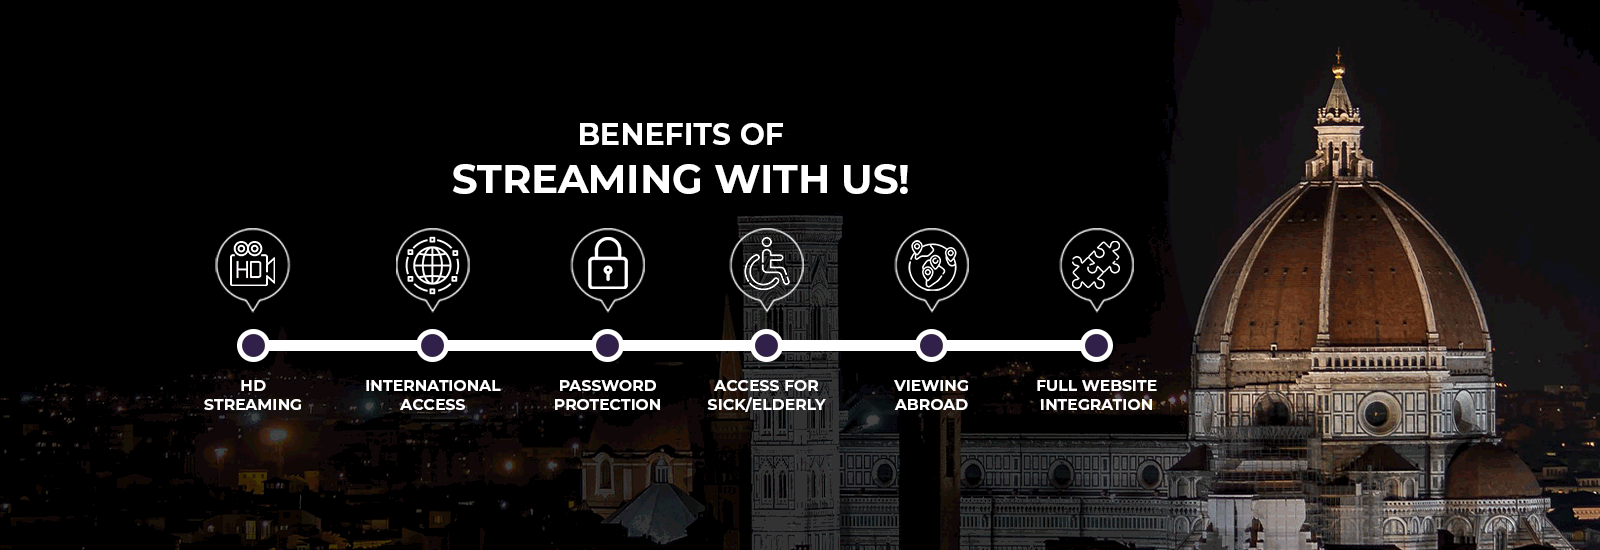 BENEFITS OF
STREAMING WITH US!
HD
HD
STREAMING
INTERNATIONAL
ACCESS
PASSWORD
PROTECTION
ACCESS FOR
SICK/ELDERLY
VIEWING
ABROAD
FULL WEBSITE
INTEGRATION